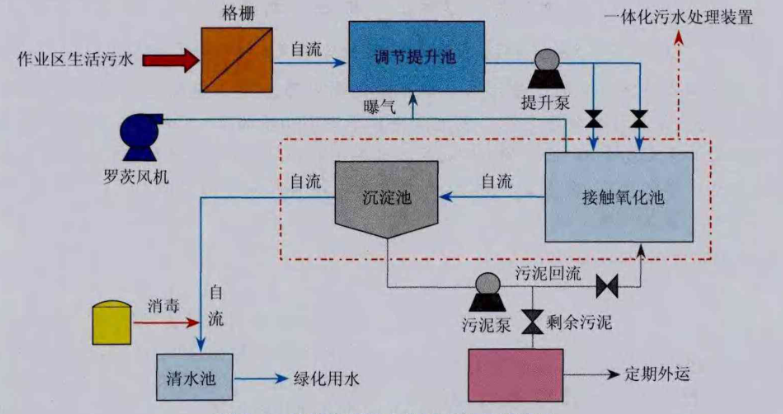 格栅
一体化污水处理装置
作业区生活污水
自流
调节提升池
提升泵
曝气
罗茨风机
自流
沉淀池
自流
接触氧化池
消毒
自
流
污泥回流
污泥泵
剩余污泥
清水池
绿化用水
定期外运